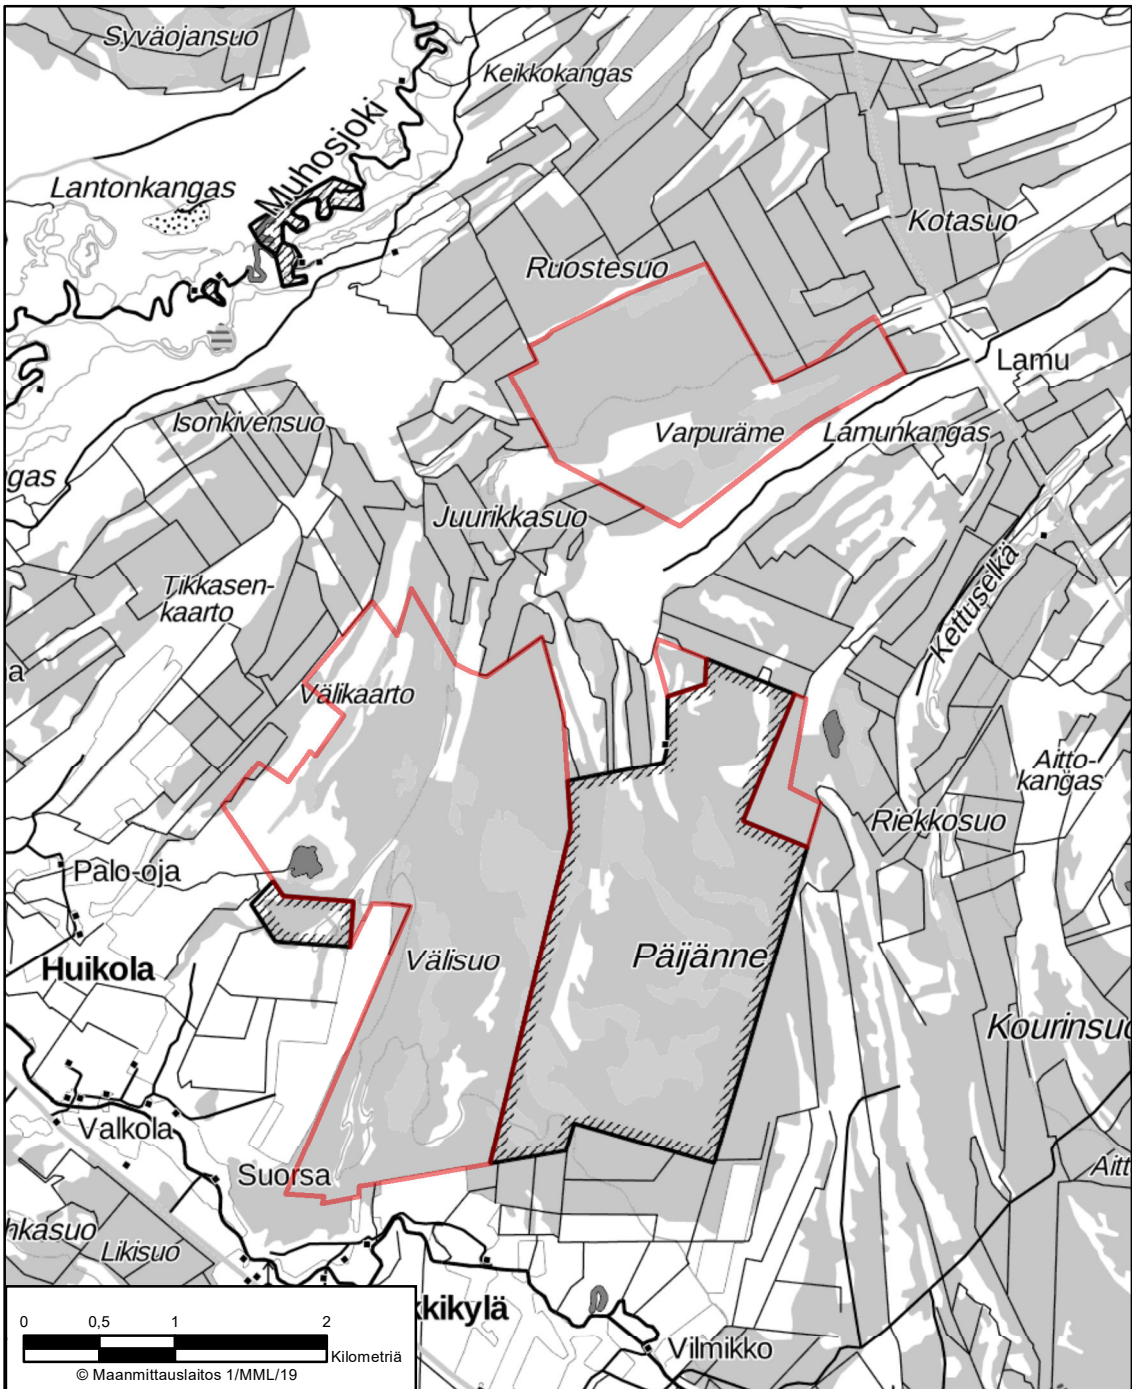 Syväojansuo
Keikkokangas
Muhosjoki
Lantonkangas
Kotasuo
Ruostesuo
Lamu
Isonkivensuo
Varpuräme
Lamunkangas
gas
Juurikkasuo
Tikkasen-
kaarto
Kettuselkä
a
Välikaarto
Aitto-
kangas
Riekkosuo
Palo-oja
Huikola
Välisuo
Päijänne
Kourinsuo
Valkola
Suorsa
Aitt
hkasuo
Likisuo
kkikylä
Vilmikko
0 0,5 1 2
Kilometriä
© Maanmittauslaitos 1/MML/19